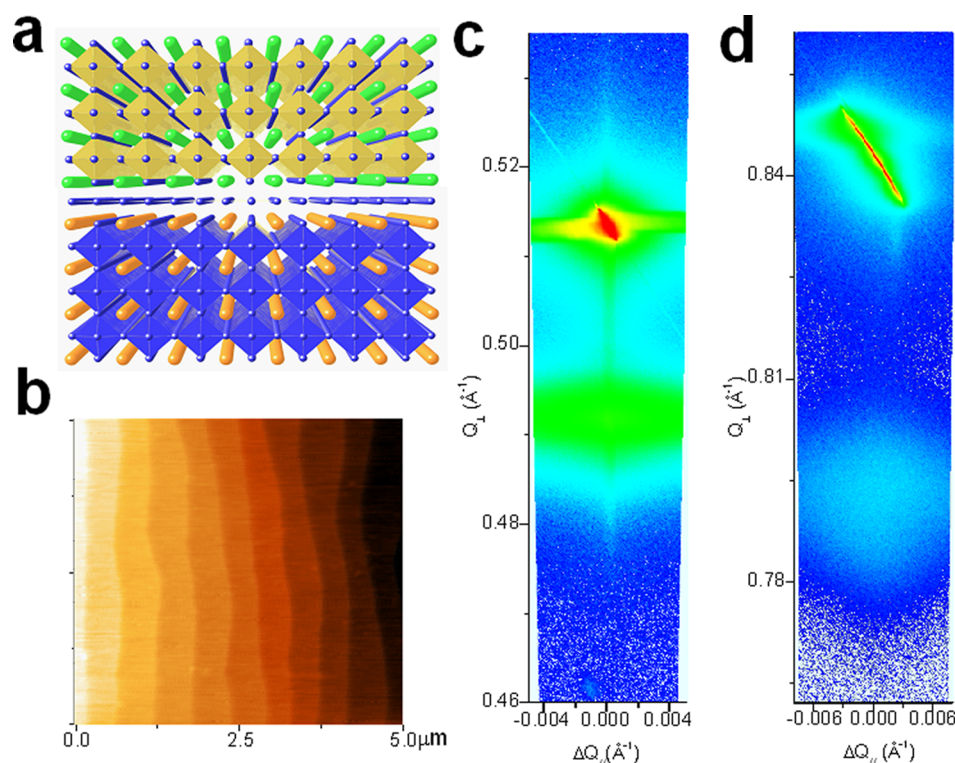 a
b
0.0
2.5
5.0μm
c
0.52
0.50
0.48
0.46
Q⊥ (Å⁻¹)
-0.004 0.000 0.004
ΔQ〃(Å⁻¹)
d
0.84
0.81
0.78
Q⊥ (Å⁻¹)
-0.006 0.000 0.006
ΔQ〃 (Å⁻¹)